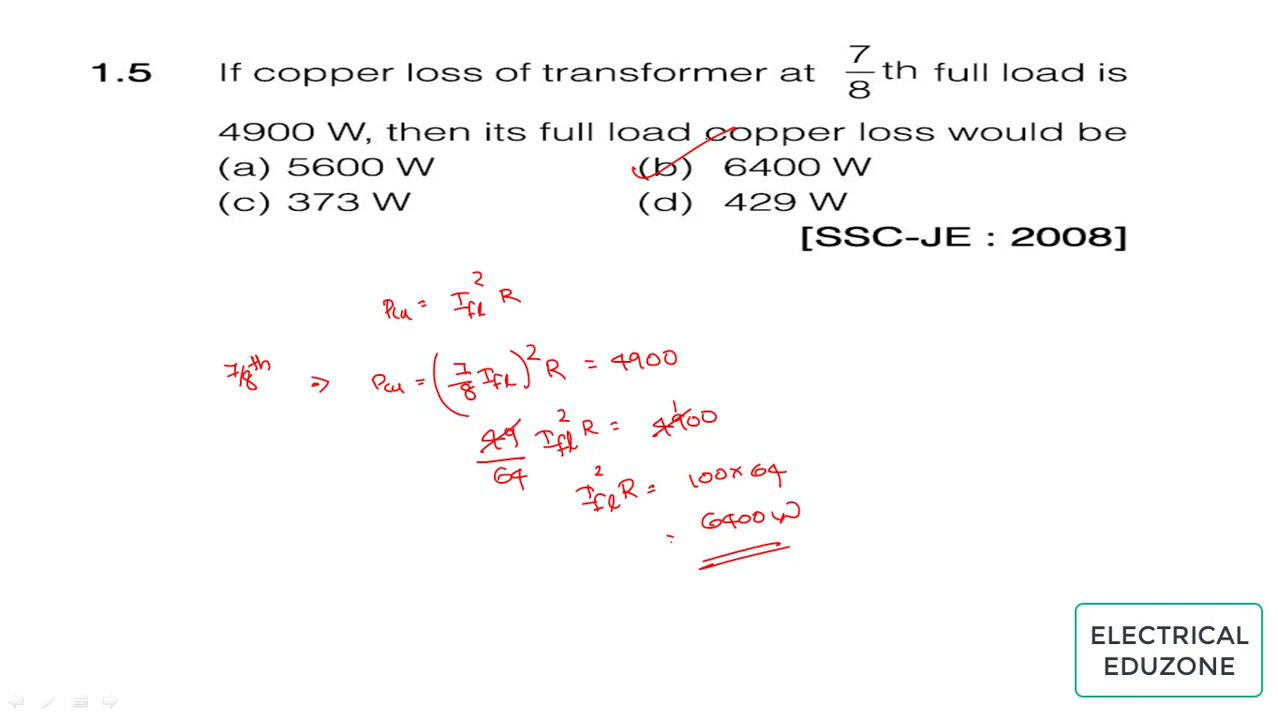 1.5 If copper loss of transformer at 7/8 th full load is
4900 W, then its full load copper loss would be
(a) 5600 W (b) 6400 W
(c) 373 W (d) 429 W
[SSC-JE : 2008]
Pcu = Ifl² R
7/8th ⇒ Pcu = (7/8 Ifl)² R = 4900
49/64 Ifl² R = 4900 1
Ifl² R = 100 × 64
= 6400 W
ELECTRICAL
EDUZONE